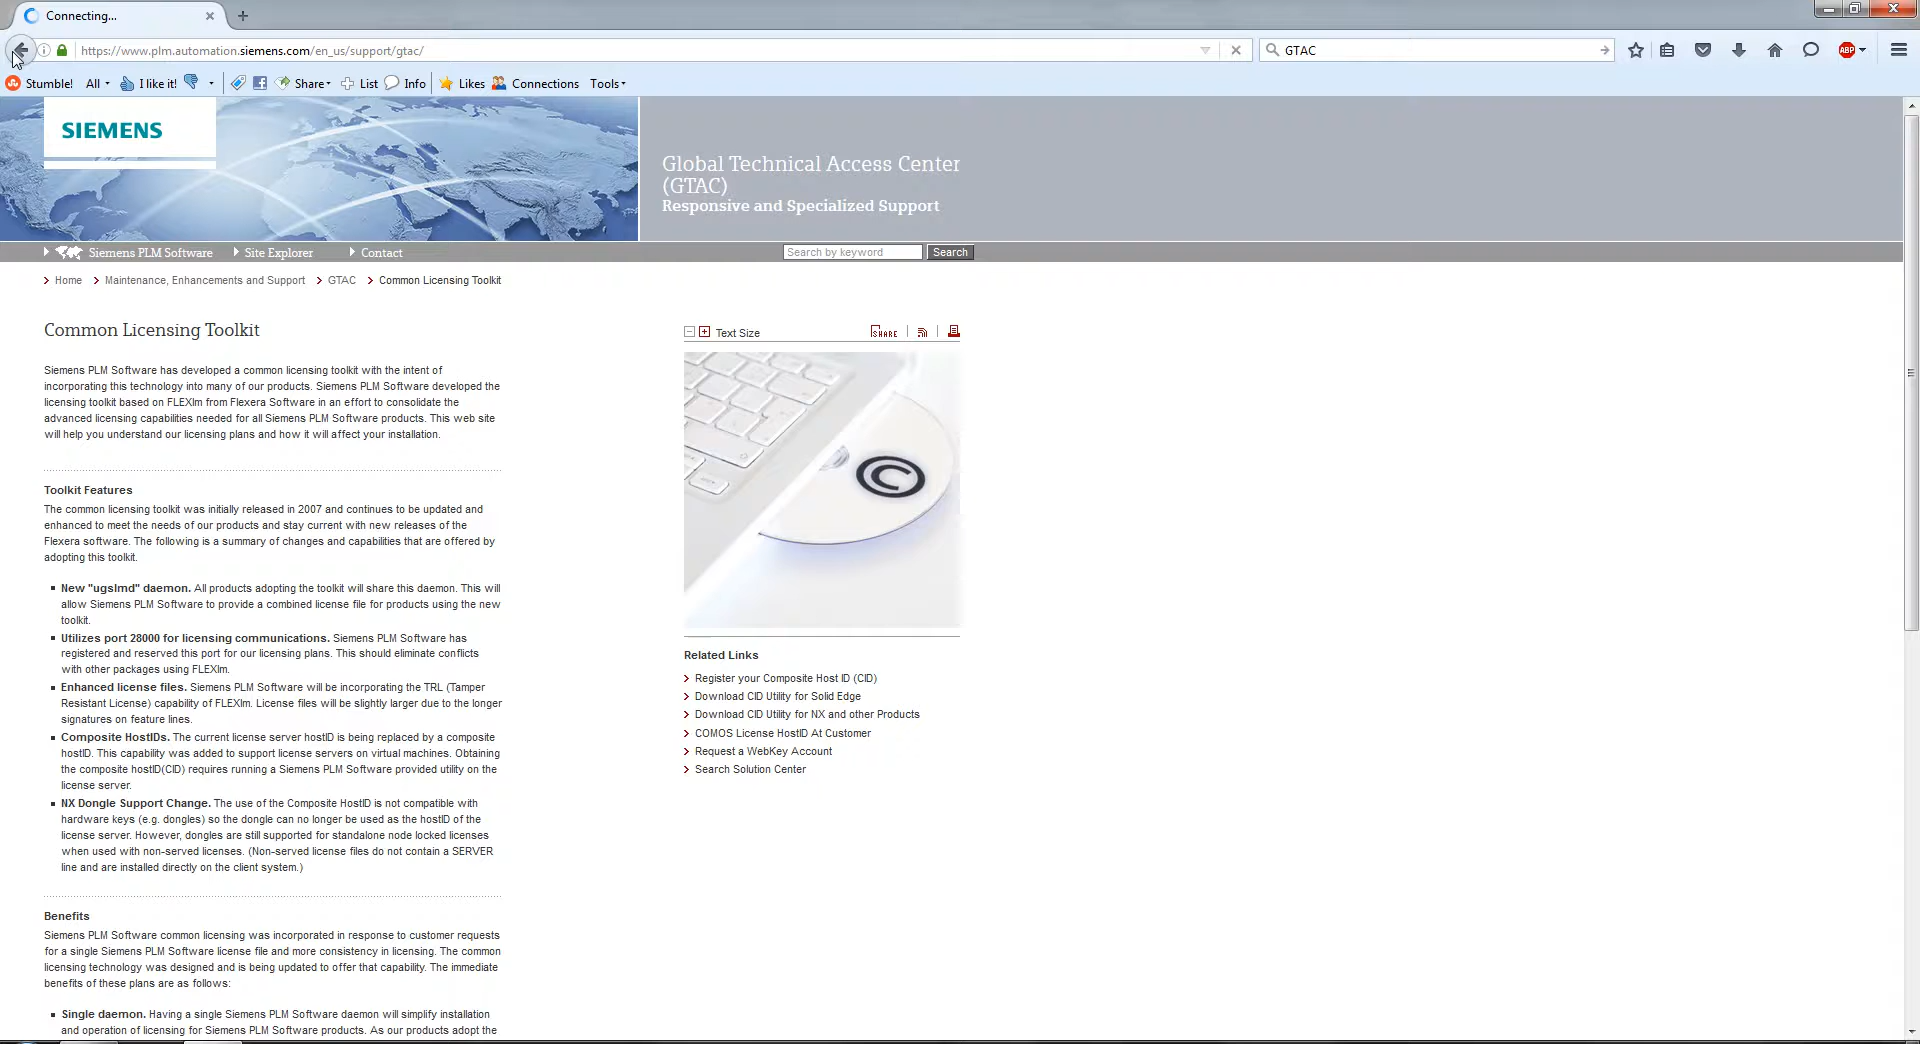 Connecting...
https://www.plm.automation.siemens.com/en_us/support/gtac/
GTAC
ABP
Stumble! All I like it! Share List Info Likes Connections Tools
SIEMENS
Global Technical Access Center
(GTAC)
Responsive and Specialized Support
Siemens PLM Software Site Explorer Contact Search by keyword Search
Home Maintenance, Enhancements and Support GTAC Common Licensing Toolkit
Common Licensing Toolkit
Siemens PLM Software has developed a common licensing toolkit with the intent of
incorporating this technology into many of our products. Siemens PLM Software developed the
licensing toolkit based on FLEXlm from Flexera Software in an effort to consolidate the
advanced licensing capabilities needed for all Siemens PLM Software products. This web site
will help you understand our licensing plans and how it will affect your installation.
Toolkit Features
The common licensing toolkit was initially released in 2007 and continues to be updated and
enhanced to meet the needs of our products and stay current with new releases of the
Flexera software. The following is a summary of changes and capabilities that are offered by
adopting this toolkit.
New "ugslmd" daemon. All products adopting the toolkit will share this daemon. This will
allow Siemens PLM Software to provide a combined license file for products using the new
toolkit.
Utilizes port 28000 for licensing communications. Siemens PLM Software has
registered and reserved this port for our licensing plans. This should eliminate conflicts
with other packages using FLEXlm.
Enhanced license files. Siemens PLM Software will be incorporating the TRL (Tamper
Resistant License) capability of FLEXlm. License files will be slightly larger due to the longer
signatures on feature lines.
Composite HostIDs. The current license server hostID is being replaced by a composite
hostID. This capability was added to support license servers on virtual machines. Obtaining
the composite hostID(CID) requires running a Siemens PLM Software provided utility on the
license server.
NX Dongle Support Change. The use of the Composite HostID is not compatible with
hardware keys (e.g. dongles) so the dongle can no longer be used as the hostID of the
license server. However, dongles are still supported for standalone node locked licenses
when used with non-served licenses. (Non-served license files do not contain a SERVER
line and are installed directly on the client system.)
Benefits
Siemens PLM Software common licensing was incorporated in response to customer requests
for a single Siemens PLM Software license file and more consistency in licensing. The common
licensing technology was designed and is being updated to offer that capability. The immediate
benefits of these plans are as follows:
Single daemon. Having a single Siemens PLM Software daemon will simplify installation
and operation of licensing for Siemens PLM Software products. As our products adopt the
Text Size SHARE
©
Related Links
Register your Composite Host ID (CID)
Download CID Utility for Solid Edge
Download CID Utility for NX and other Products
COMOS License HostID At Customer
Request a WebKey Account
Search Solution Center